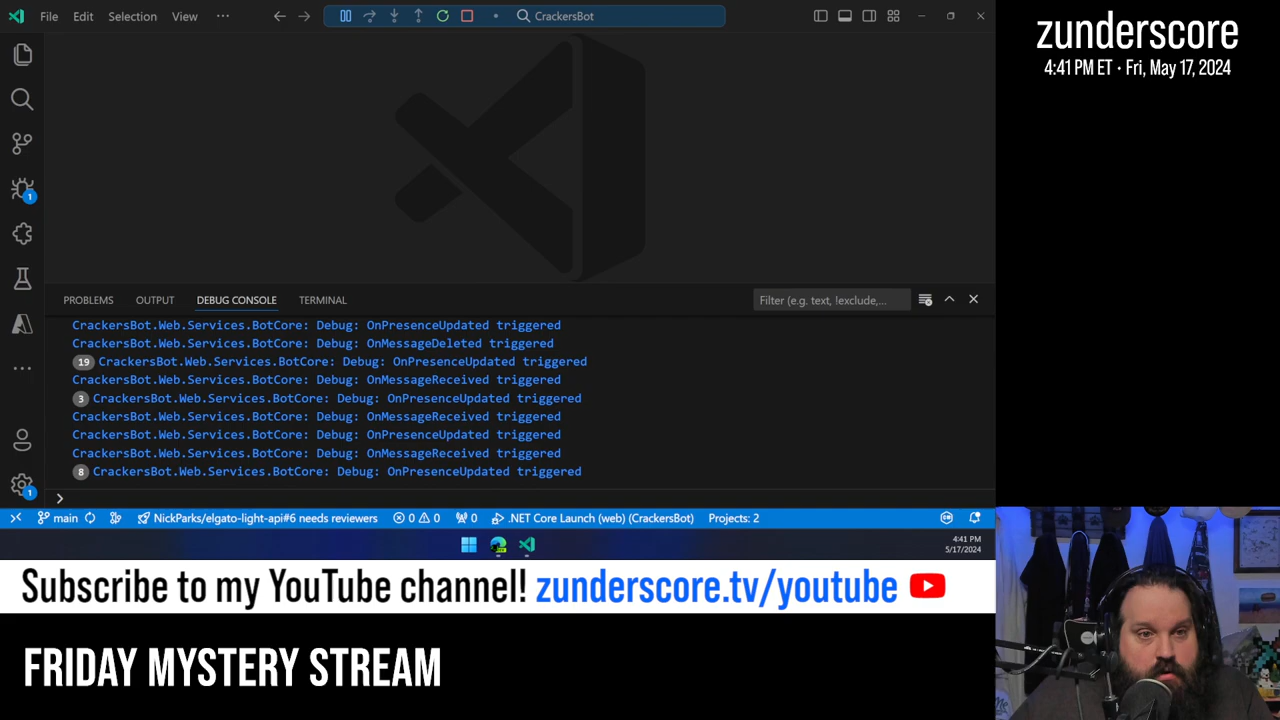 File Edit Selection View ··· CrackersBot
zunderscore
4:41 PM ET • Fri, May 17, 2024
1
PROBLEMS OUTPUT DEBUG CONSOLE TERMINAL Filter (e.g. text, !exclude,...
CrackersBot.Web.Services.BotCore: Debug: OnPresenceUpdated triggered
CrackersBot.Web.Services.BotCore: Debug: OnMessageDeleted triggered
19 CrackersBot.Web.Services.BotCore: Debug: OnPresenceUpdated triggered
CrackersBot.Web.Services.BotCore: Debug: OnMessageReceived triggered
3 CrackersBot.Web.Services.BotCore: Debug: OnPresenceUpdated triggered
CrackersBot.Web.Services.BotCore: Debug: OnMessageReceived triggered
CrackersBot.Web.Services.BotCore: Debug: OnPresenceUpdated triggered
CrackersBot.Web.Services.BotCore: Debug: OnMessageReceived triggered
8 CrackersBot.Web.Services.BotCore: Debug: OnPresenceUpdated triggered
1
main NickParks/elgato-light-api#6 needs reviewers 0 0 0 .NET Core Launch (web) (CrackersBot) Projects: 2
4:41 PM
5/17/2024
Subscribe to my YouTube channel! zunderscore.tv/youtube
FRIDAY MYSTERY STREAM